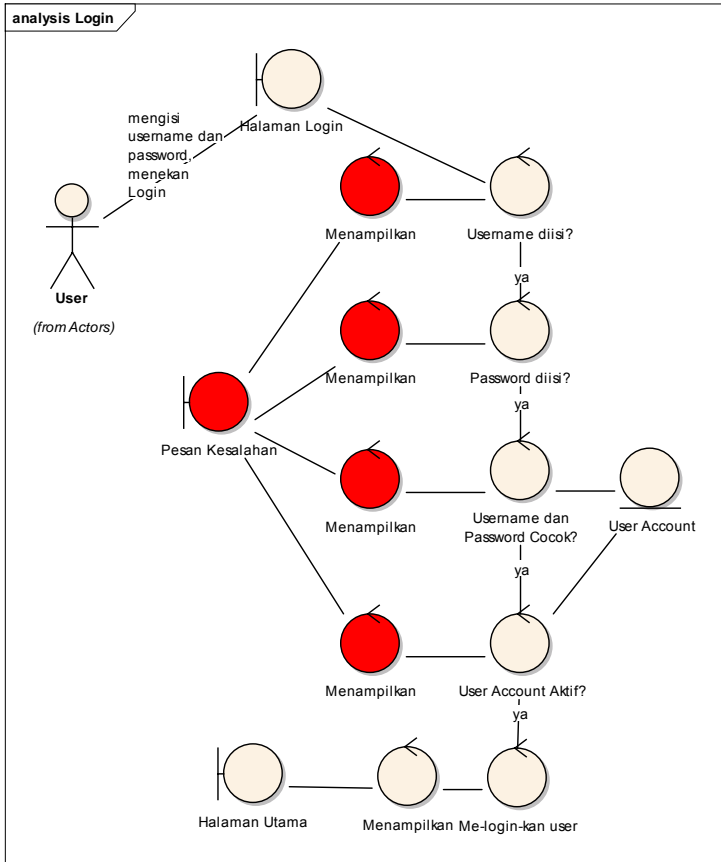 analysis Login
mengisi
username dan
password,
menekan
Login
Halaman Login
User
(from Actors)
Menampilkan
Username diisi?
ya
Menampilkan
Password diisi?
ya
Pesan Kesalahan
Menampilkan
Username dan
Password Cocok?
User Account
ya
Menampilkan
User Account Aktif?
ya
Halaman Utama
Menampilkan
Me-login-kan user